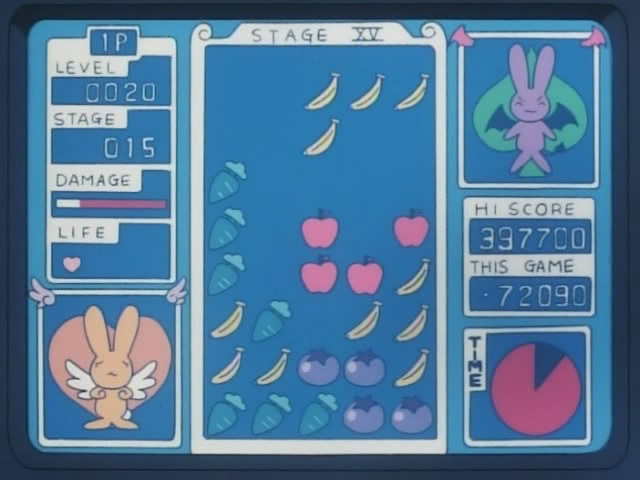 1P
LEVEL
0020
STAGE
015
DAMAGE
LIFE
STAGE XV
HI SCORE
397700
THIS GAME
72090
TIME